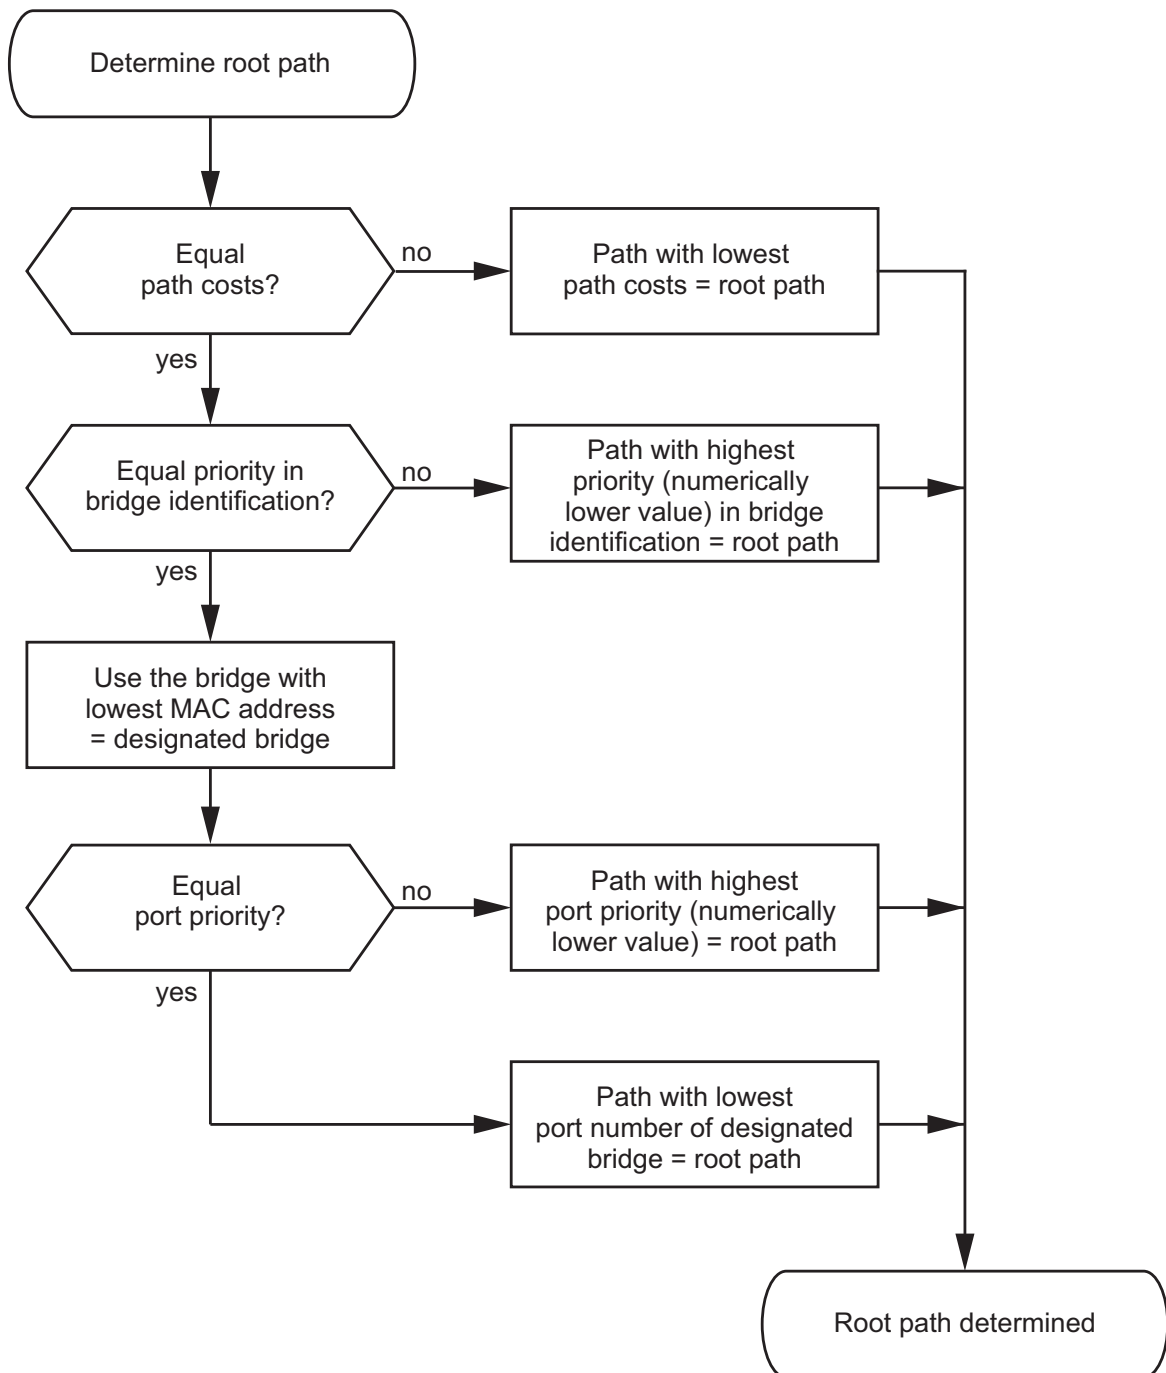 Determine root path
Equal
path costs?
no
Path with lowest
path costs = root path
yes
Equal priority in
bridge identification?
no
Path with highest
priority (numerically
lower value) in bridge
identification = root path
yes
Use the bridge with
lowest MAC address
= designated bridge
Equal
port priority?
no
Path with highest
port priority (numerically
lower value) = root path
yes
Path with lowest
port number of designated
bridge = root path
Root path determined